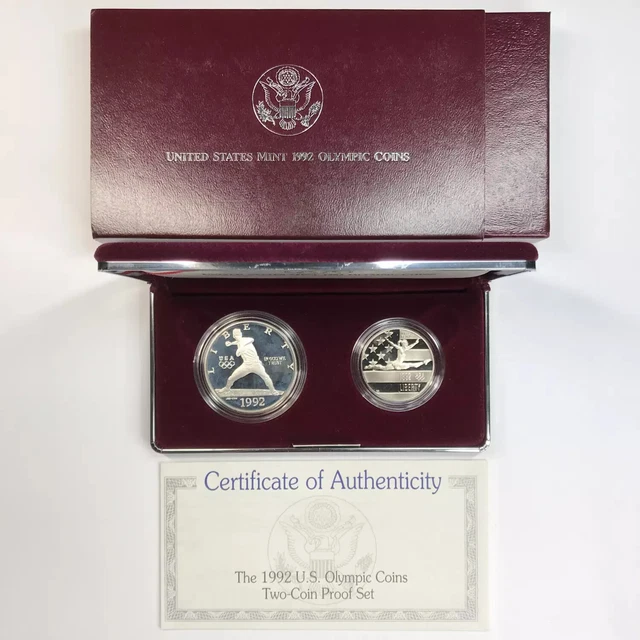 UNITED STATES MINT 1992 OLYMPIC COINS
LIBERTY
USA
IN GOD WE
TRUST
1992
LIBERTY
Certificate of Authenticity
The 1992 U.S. Olympic Coins
Two-Coin Proof Set